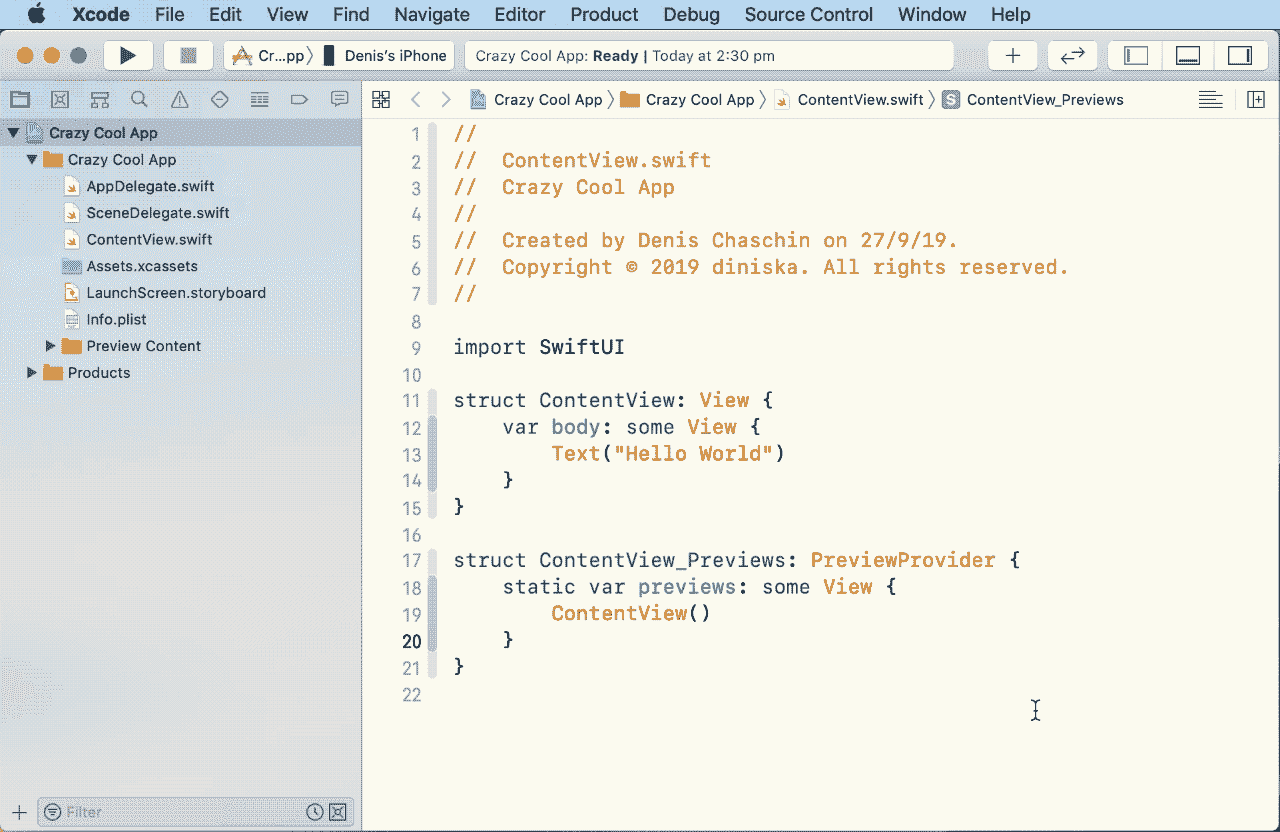 Xcode File Edit View Find Navigate Editor Product Debug Source Control Window Help
Cr...pp Denis's iPhone Crazy Cool App: Ready | Today at 2:30 pm
Crazy Cool App Crazy Cool App ContentView.swift S ContentView_Previews
Crazy Cool App
Crazy Cool App
AppDelegate.swift
SceneDelegate.swift
ContentView.swift
Assets.xcassets
LaunchScreen.storyboard
Info.plist
Preview Content
Products
Filter
1 //
2 //  ContentView.swift
3 //  Crazy Cool App
4 //
5 //  Created by Denis Chaschin on 27/9/19.
6 //  Copyright © 2019 diniska. All rights reserved.
7 //
8
9 import SwiftUI
10
11 struct ContentView: View {
12     var body: some View {
13         Text("Hello World")
14     }
15 }
16
17 struct ContentView_Previews: PreviewProvider {
18     static var previews: some View {
19         ContentView()
20     }
21 }
22